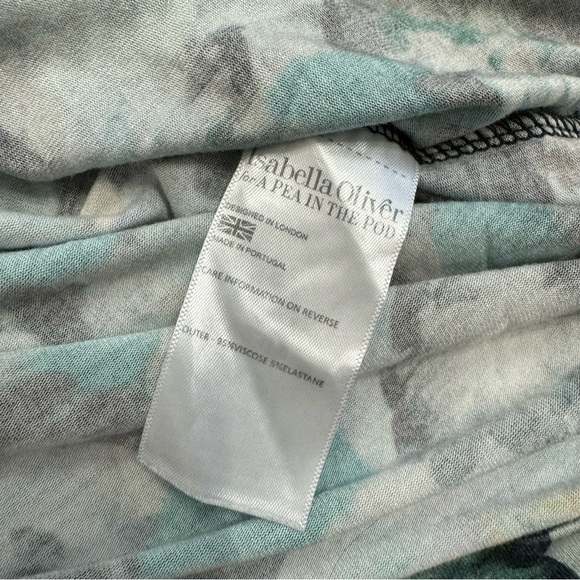 Isabella Oliver
for A PEA IN THE POD
DESIGNED IN LONDON
MADE IN PORTUGAL
CARE INFORMATION ON REVERSE
OUTER - 95%VISCOSE 5%ELASTANE